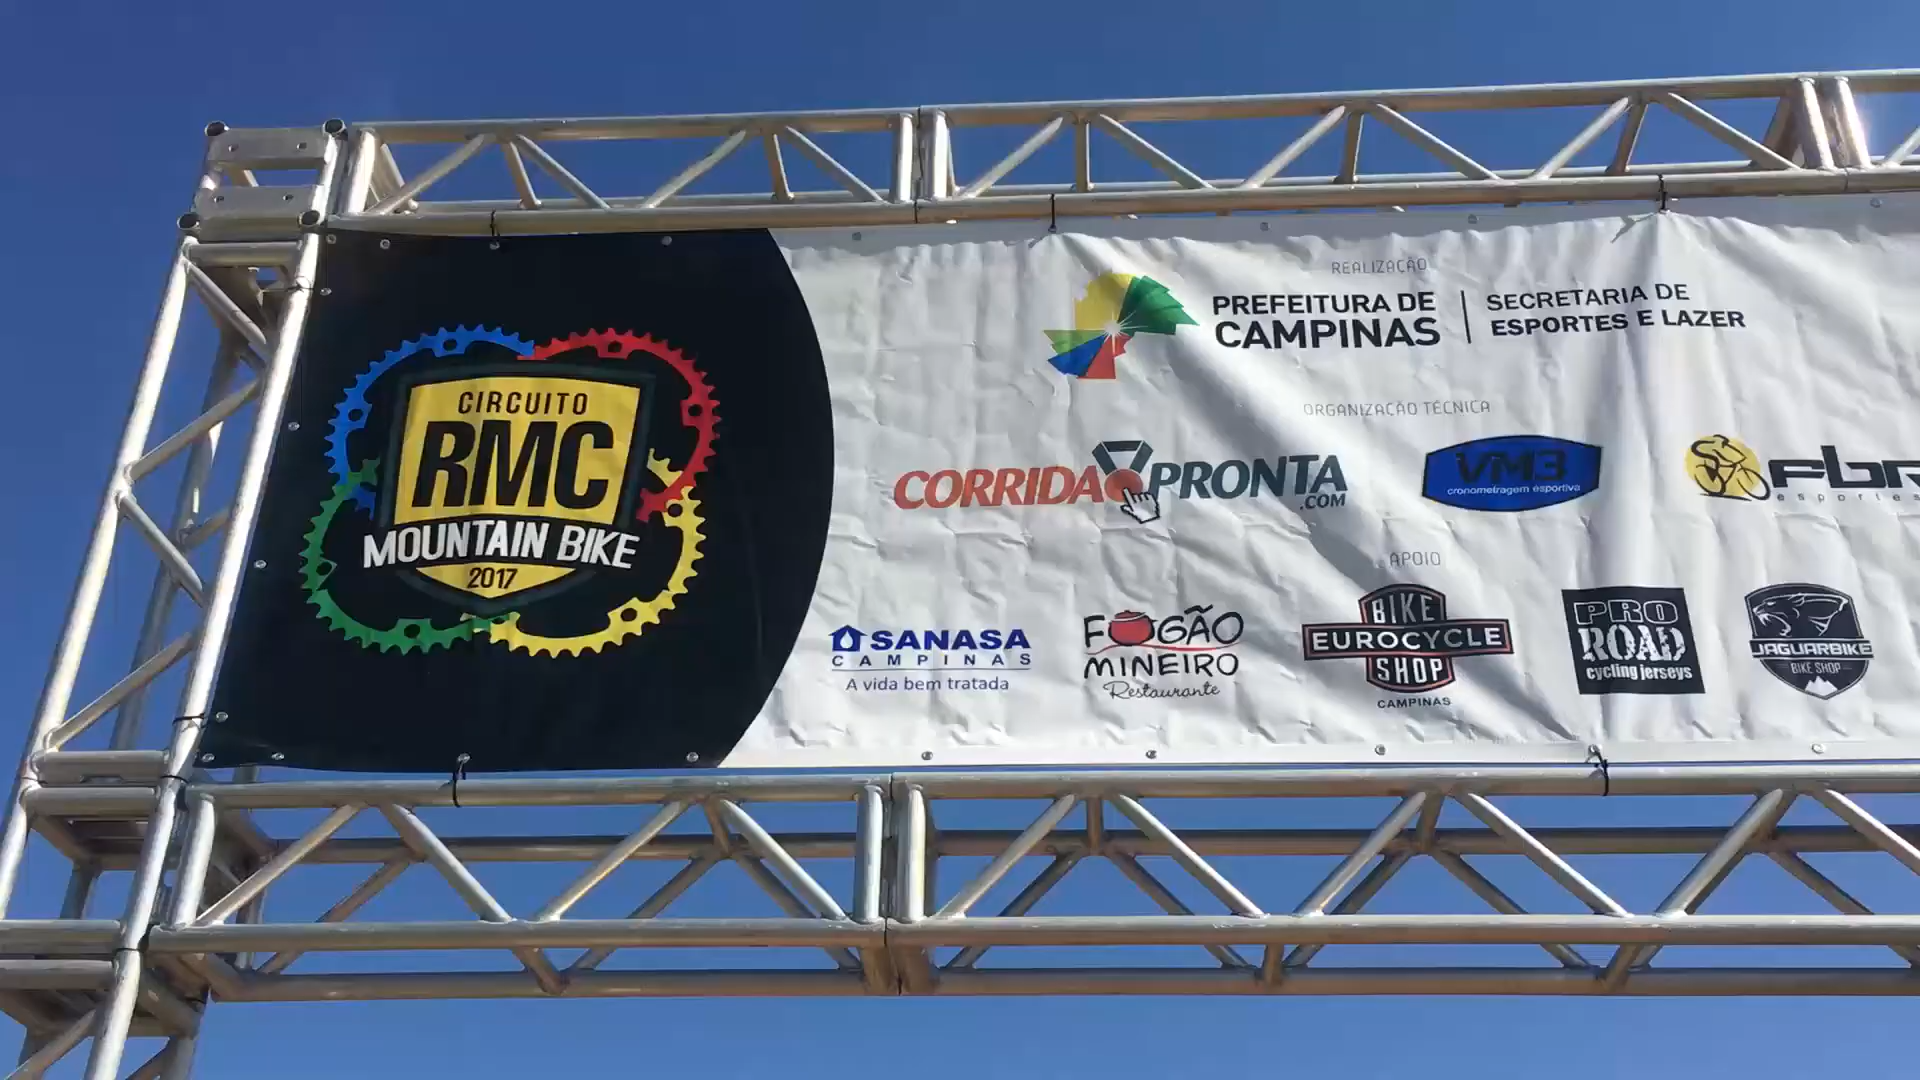 CIRCUITO
RMC
MOUNTAIN BIKE
2017
REALIZAÇÃO
PREFEITURA DE
CAMPINAS
SECRETARIA DE
ESPORTES E LAZER
ORGANIZAÇÃO TÉCNICA
CORRIDA PRONTA
.COM
VM3
cronometragem esportiva
APOIO
SANASA
CAMPINAS
A vida bem tratada
FOGÃO
MINEIRO
Restaurante
BIKE
EUROCYCLE
SHOP
CAMPINAS
PRO
ROAD
cycling jerseys
JAGUARBIKE
BIKE SHOP